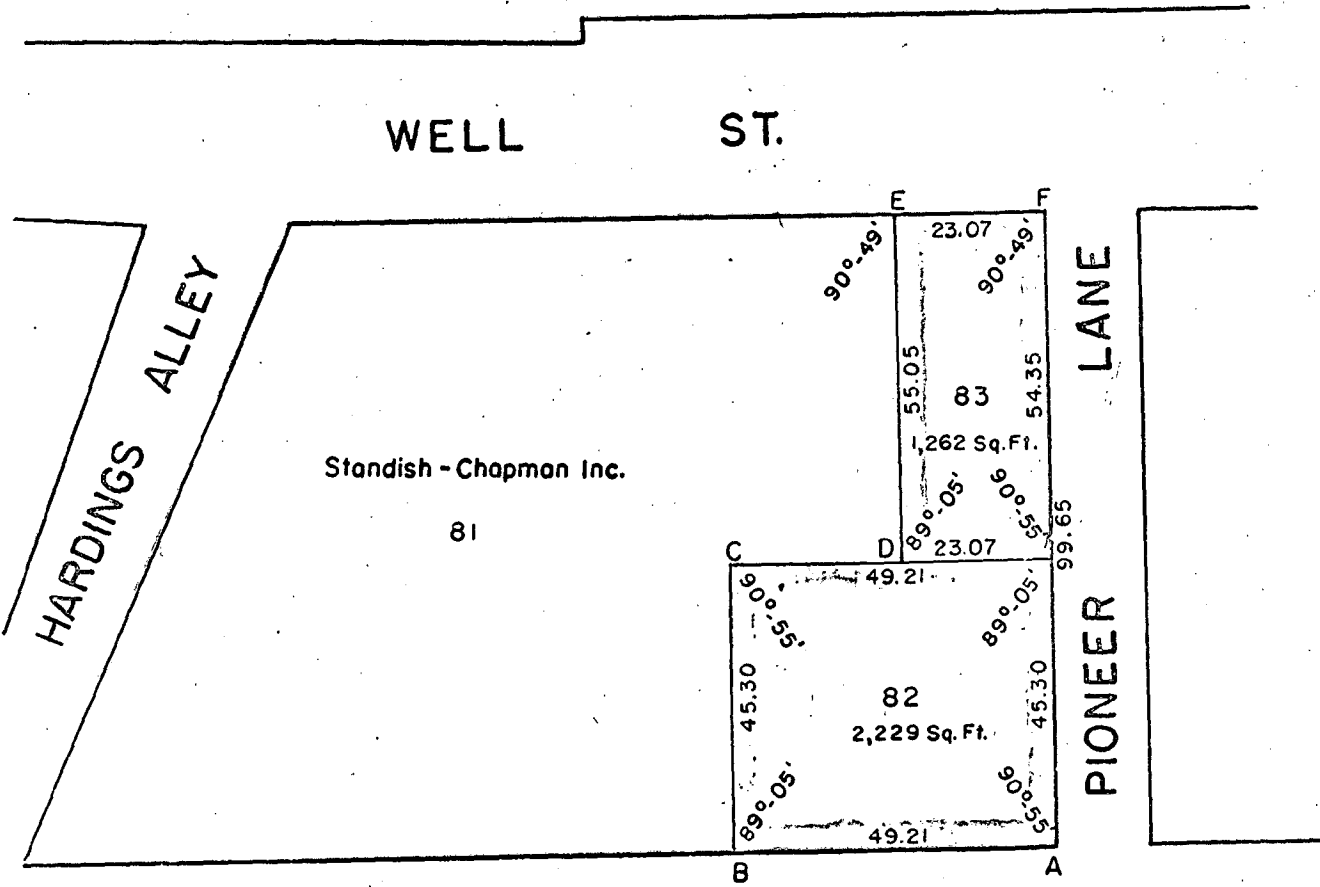 WELL ST.
E
F
23.07
90°-49'
90°-49'
HARDINGS ALLEY
LANE
55.05
54.35
83
1,262 Sq.Ft.
Standish - Chapman Inc.
81
89°-05'
90°-55'
99.65
C
D
23.07
49.21
90°-55'
89°-05'
PIONEER
45.30
45.30
82
2,229 Sq. Ft.
89°-05'
90°-55
49.21
B
A